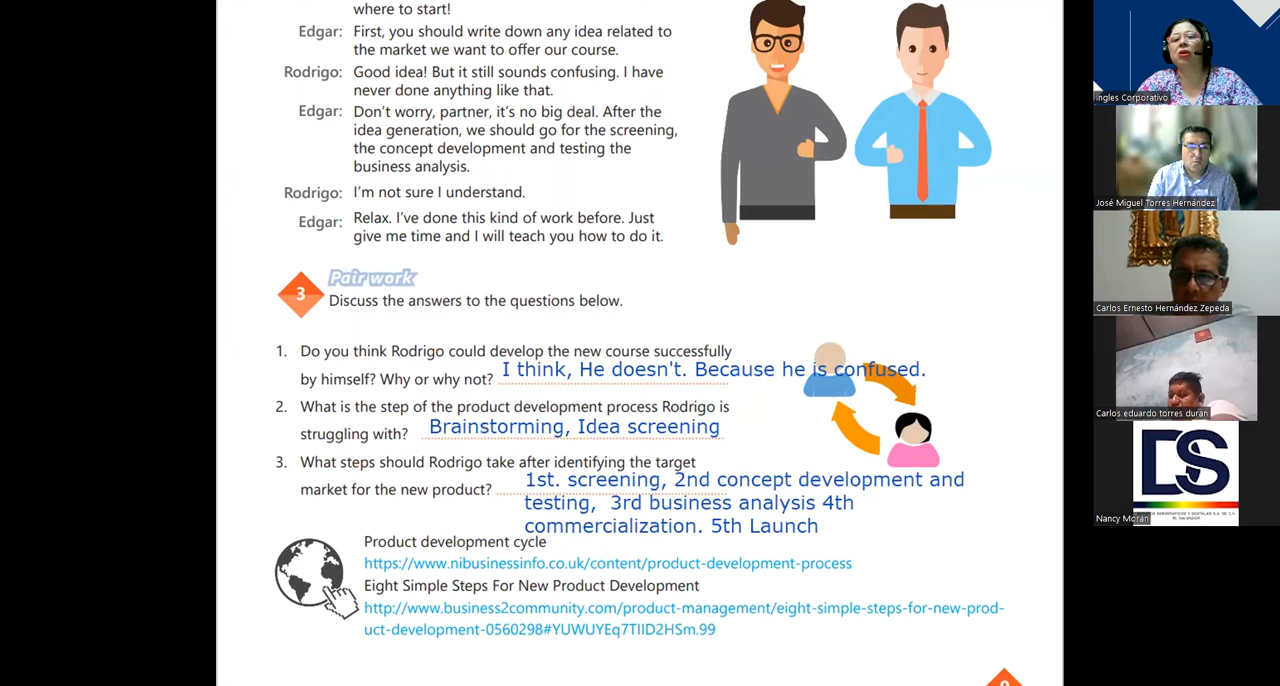 where to start!
Edgar: First, you should write down any idea related to
the market we want to offer our course.
Rodrigo: Good idea! But it still sounds confusing. I have
never done anything like that.
Edgar: Don't worry, partner, it's no big deal. After the
idea generation, we should go for the screening,
the concept development and testing the
business analysis.
Rodrigo: I'm not sure I understand.
Edgar: Relax. I've done this kind of work before. Just
give me time and I will teach you how to do it.
3
Pair work
Discuss the answers to the questions below.
1. Do you think Rodrigo could develop the new course successfully
by himself? Why or why not? I think, He doesn't. Because he is confused.
2. What is the step of the product development process Rodrigo is
struggling with? Brainstorming, Idea screening
3. What steps should Rodrigo take after identifying the target
market for the new product? 1st. screening, 2nd concept development and
testing, 3rd business analysis 4th
commercialization. 5th Launch
Product development cycle
https://www.nibusinessinfo.co.uk/content/product-development-process
Eight Simple Steps For New Product Development
http://www.business2community.com/product-management/eight-simple-steps-for-new-prod-
uct-development-0560298#YUWUYEq7TIID2HSm.99
Ingles Corporativo
José Miguel Torres Hernández
Carlos Ernesto Hernández Zepeda
Carlos eduardo torres duran
DS
EL SALVADOR
Nancy Moran